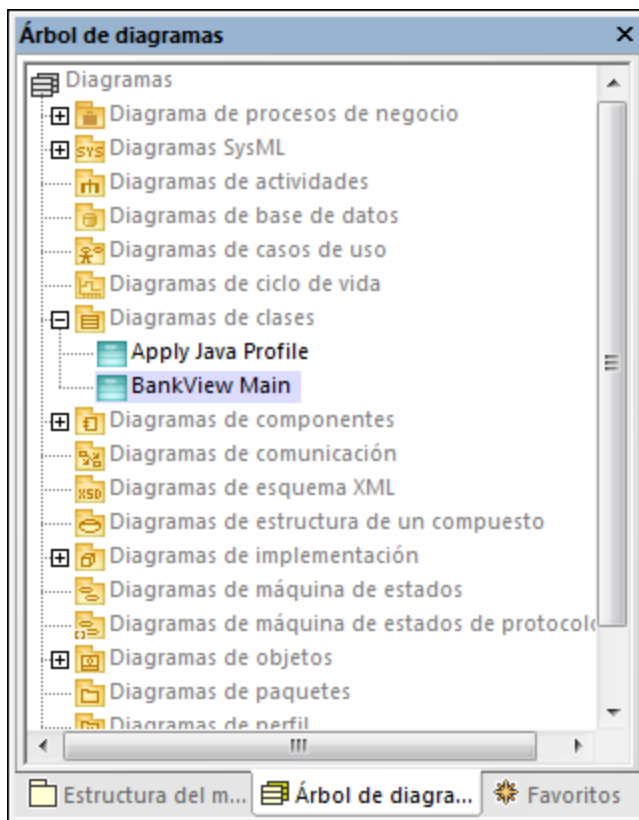 Árbol de diagramas
Diagramas
Diagrama de procesos de negocio
SYS Diagramas SysML
Diagramas de actividades
Diagramas de base de datos
Diagramas de casos de uso
Diagramas de ciclo de vida
Diagramas de clases
Apply Java Profile
BankView Main
Diagramas de componentes
Diagramas de comunicación
XSD Diagramas de esquema XML
Diagramas de estructura de un compuesto
Diagramas de implementación
Diagramas de máquina de estados
Diagramas de máquina de estados de protocolo
Diagramas de objetos
Diagramas de paquetes
Diagramas de perfil
Estructura del m... Árbol de diagra... Favoritos